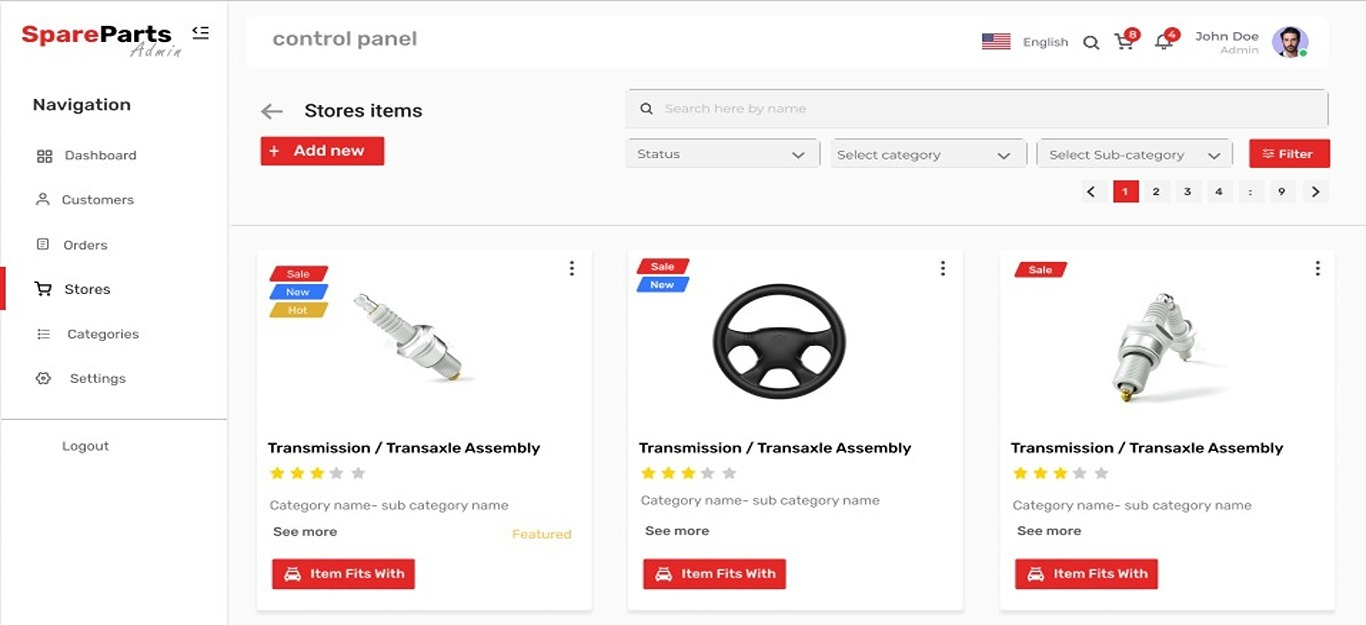 SpareParts
Admin
control panel
English
8
4
John Doe
Admin
Navigation
Dashboard
Customers
Orders
Stores
Categories
Settings
Logout
Stores items
Search here by name
+ Add new
Status
Select category
Select Sub-category
Filter
< 1 2 3 4 : 9 >
Sale
New
Hot
Transmission / Transaxle Assembly
Category name- sub category name
See more
Featured
Item Fits With
Sale
New
Transmission / Transaxle Assembly
Category name- sub category name
See more
Item Fits With
Sale
Transmission / Transaxle Assembly
Category name- sub category name
See more
Item Fits With